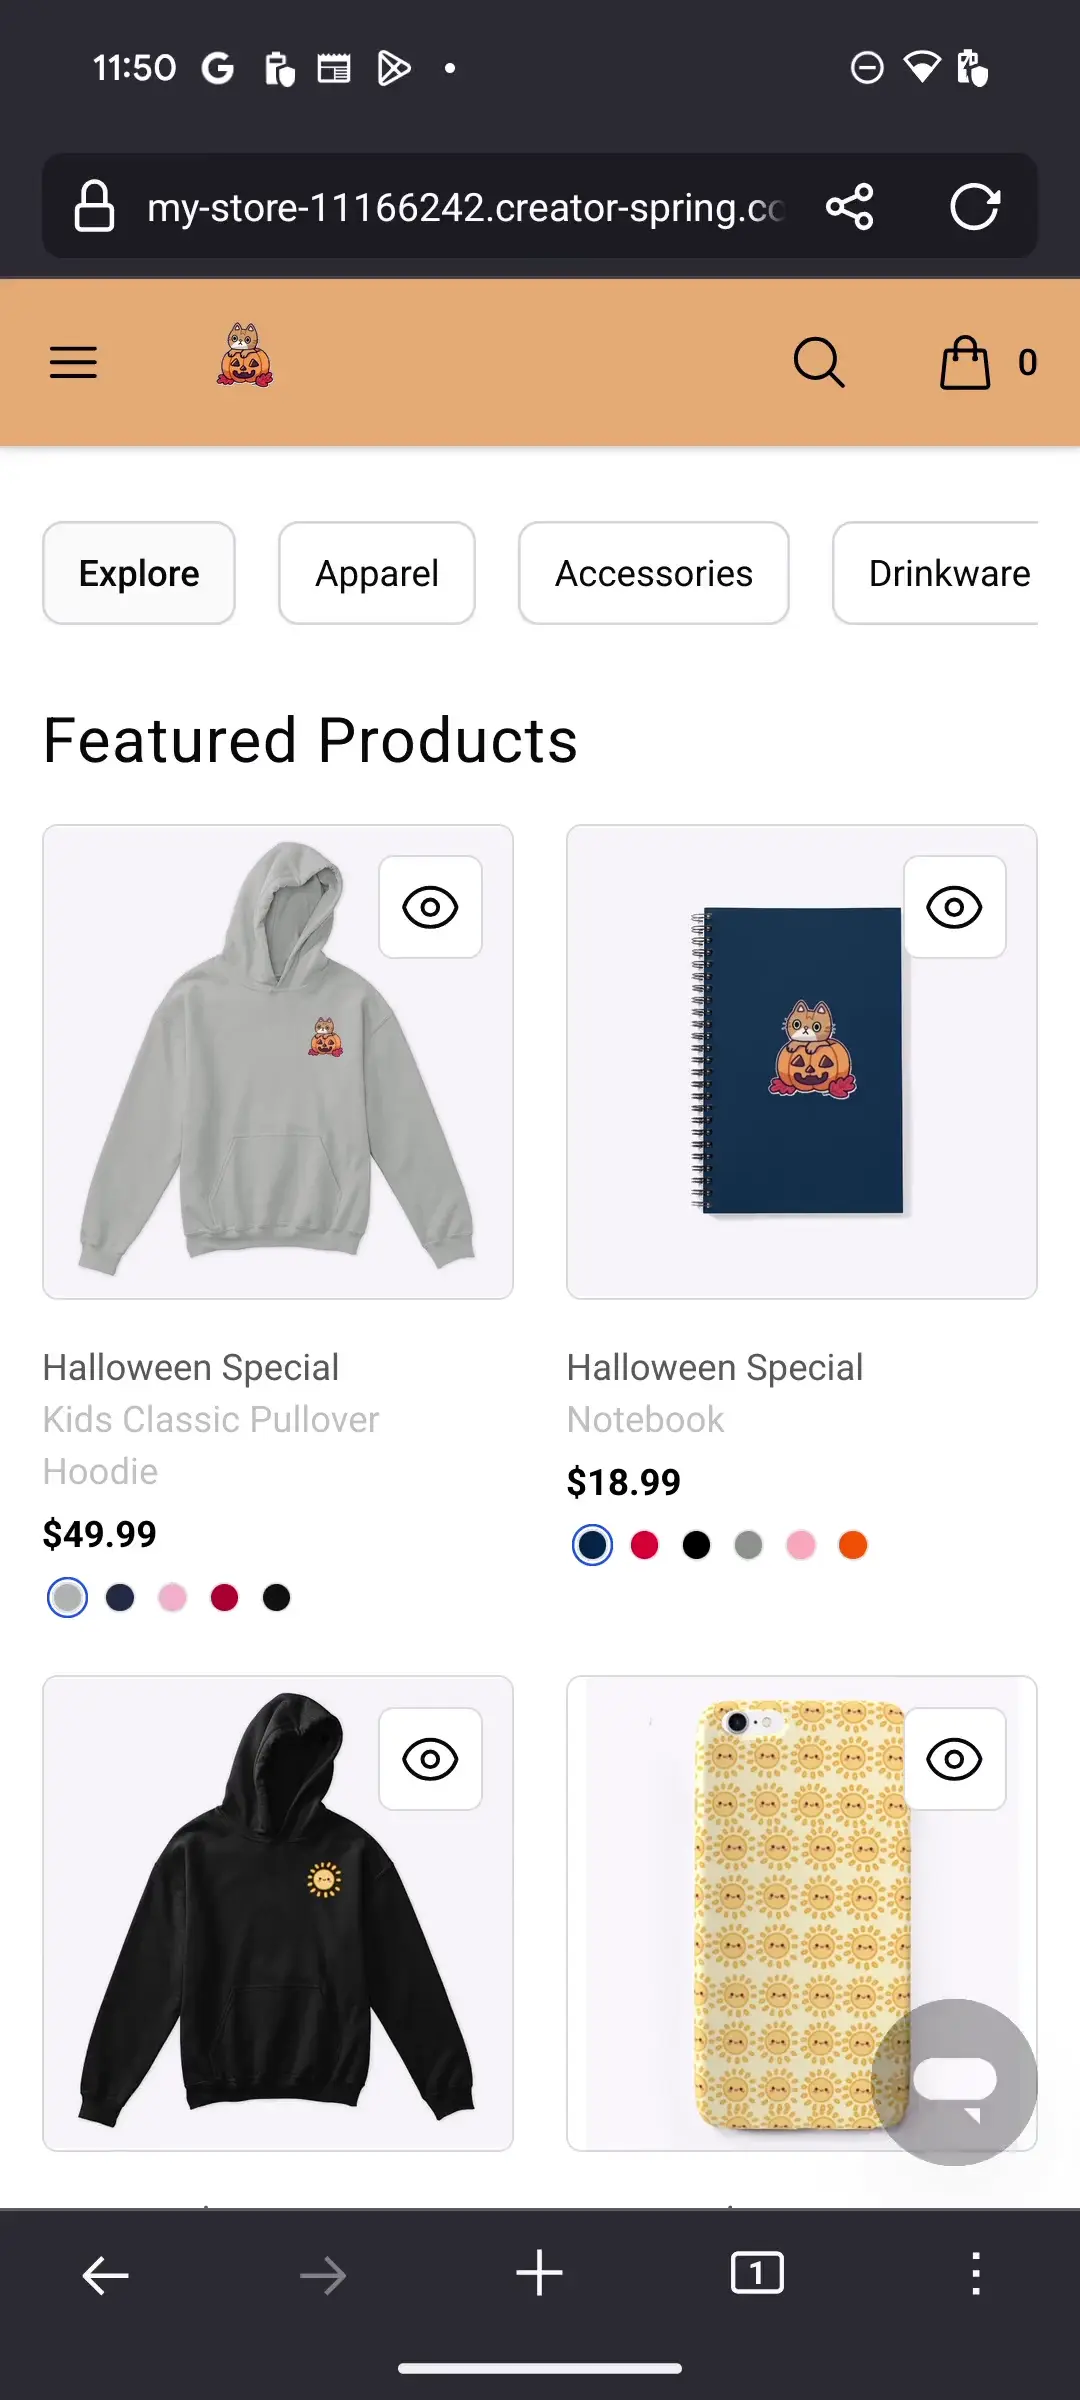 11:50
my-store-11166242.creator-spring.co
0
Explore
Apparel
Accessories
Drinkware
Featured Products
Halloween Special
Kids Classic Pullover
Hoodie
$49.99
Halloween Special
Notebook
$18.99
1